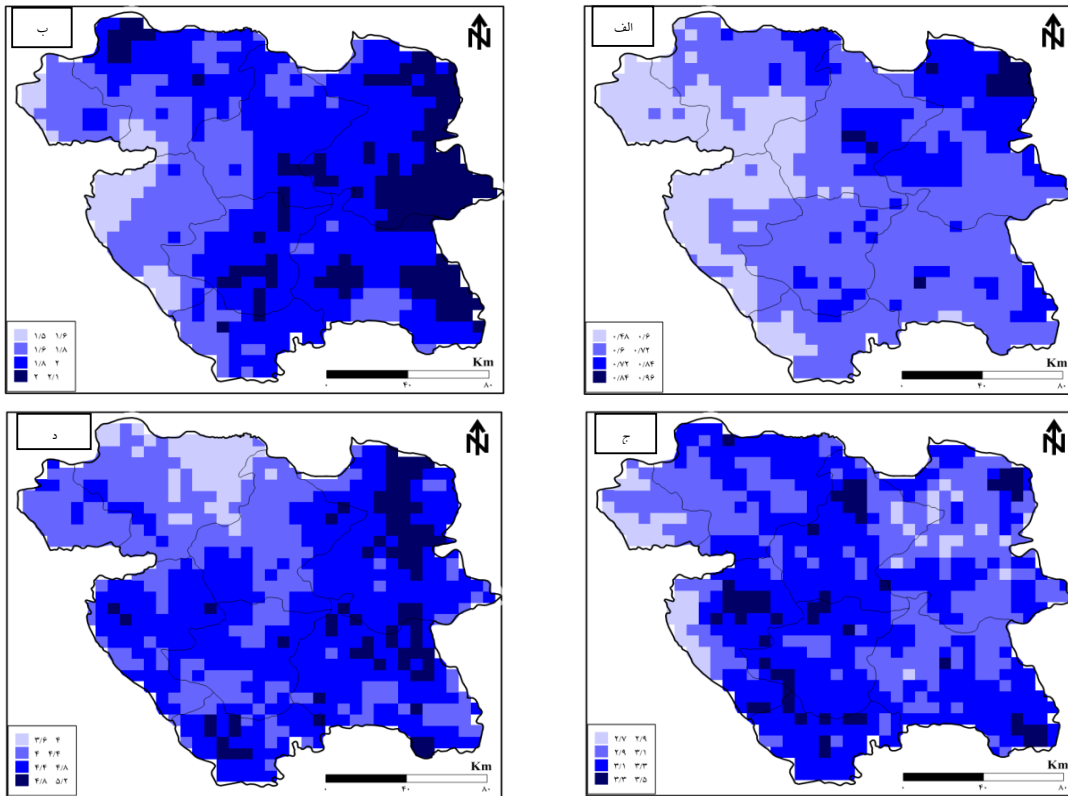 الف
N
۰/۴۸ ۰/۶
۰/۶ ۰/۷۲
۰/۷۲ ۰/۸۴
۰/۸۴ ۰/۹۶
Km
۰ ۴۰ ۸۰
ب
N
۱/۵ ۱/۶
۱/۶ ۱/۸
۱/۸ ۲
۲ ۲/۱
Km
۰ ۴۰ ۸۰
ج
N
۲/۷ ۲/۹
۲/۹ ۳/۱
۳/۱ ۳/۳
۳/۳ ۳/۵
Km
۰ ۴۰ ۸۰
د
N
۳/۶ ۴
۴ ۴/۴
۴/۴ ۴/۸
۴/۸ ۵/۲
Km
۰ ۴۰ ۸۰